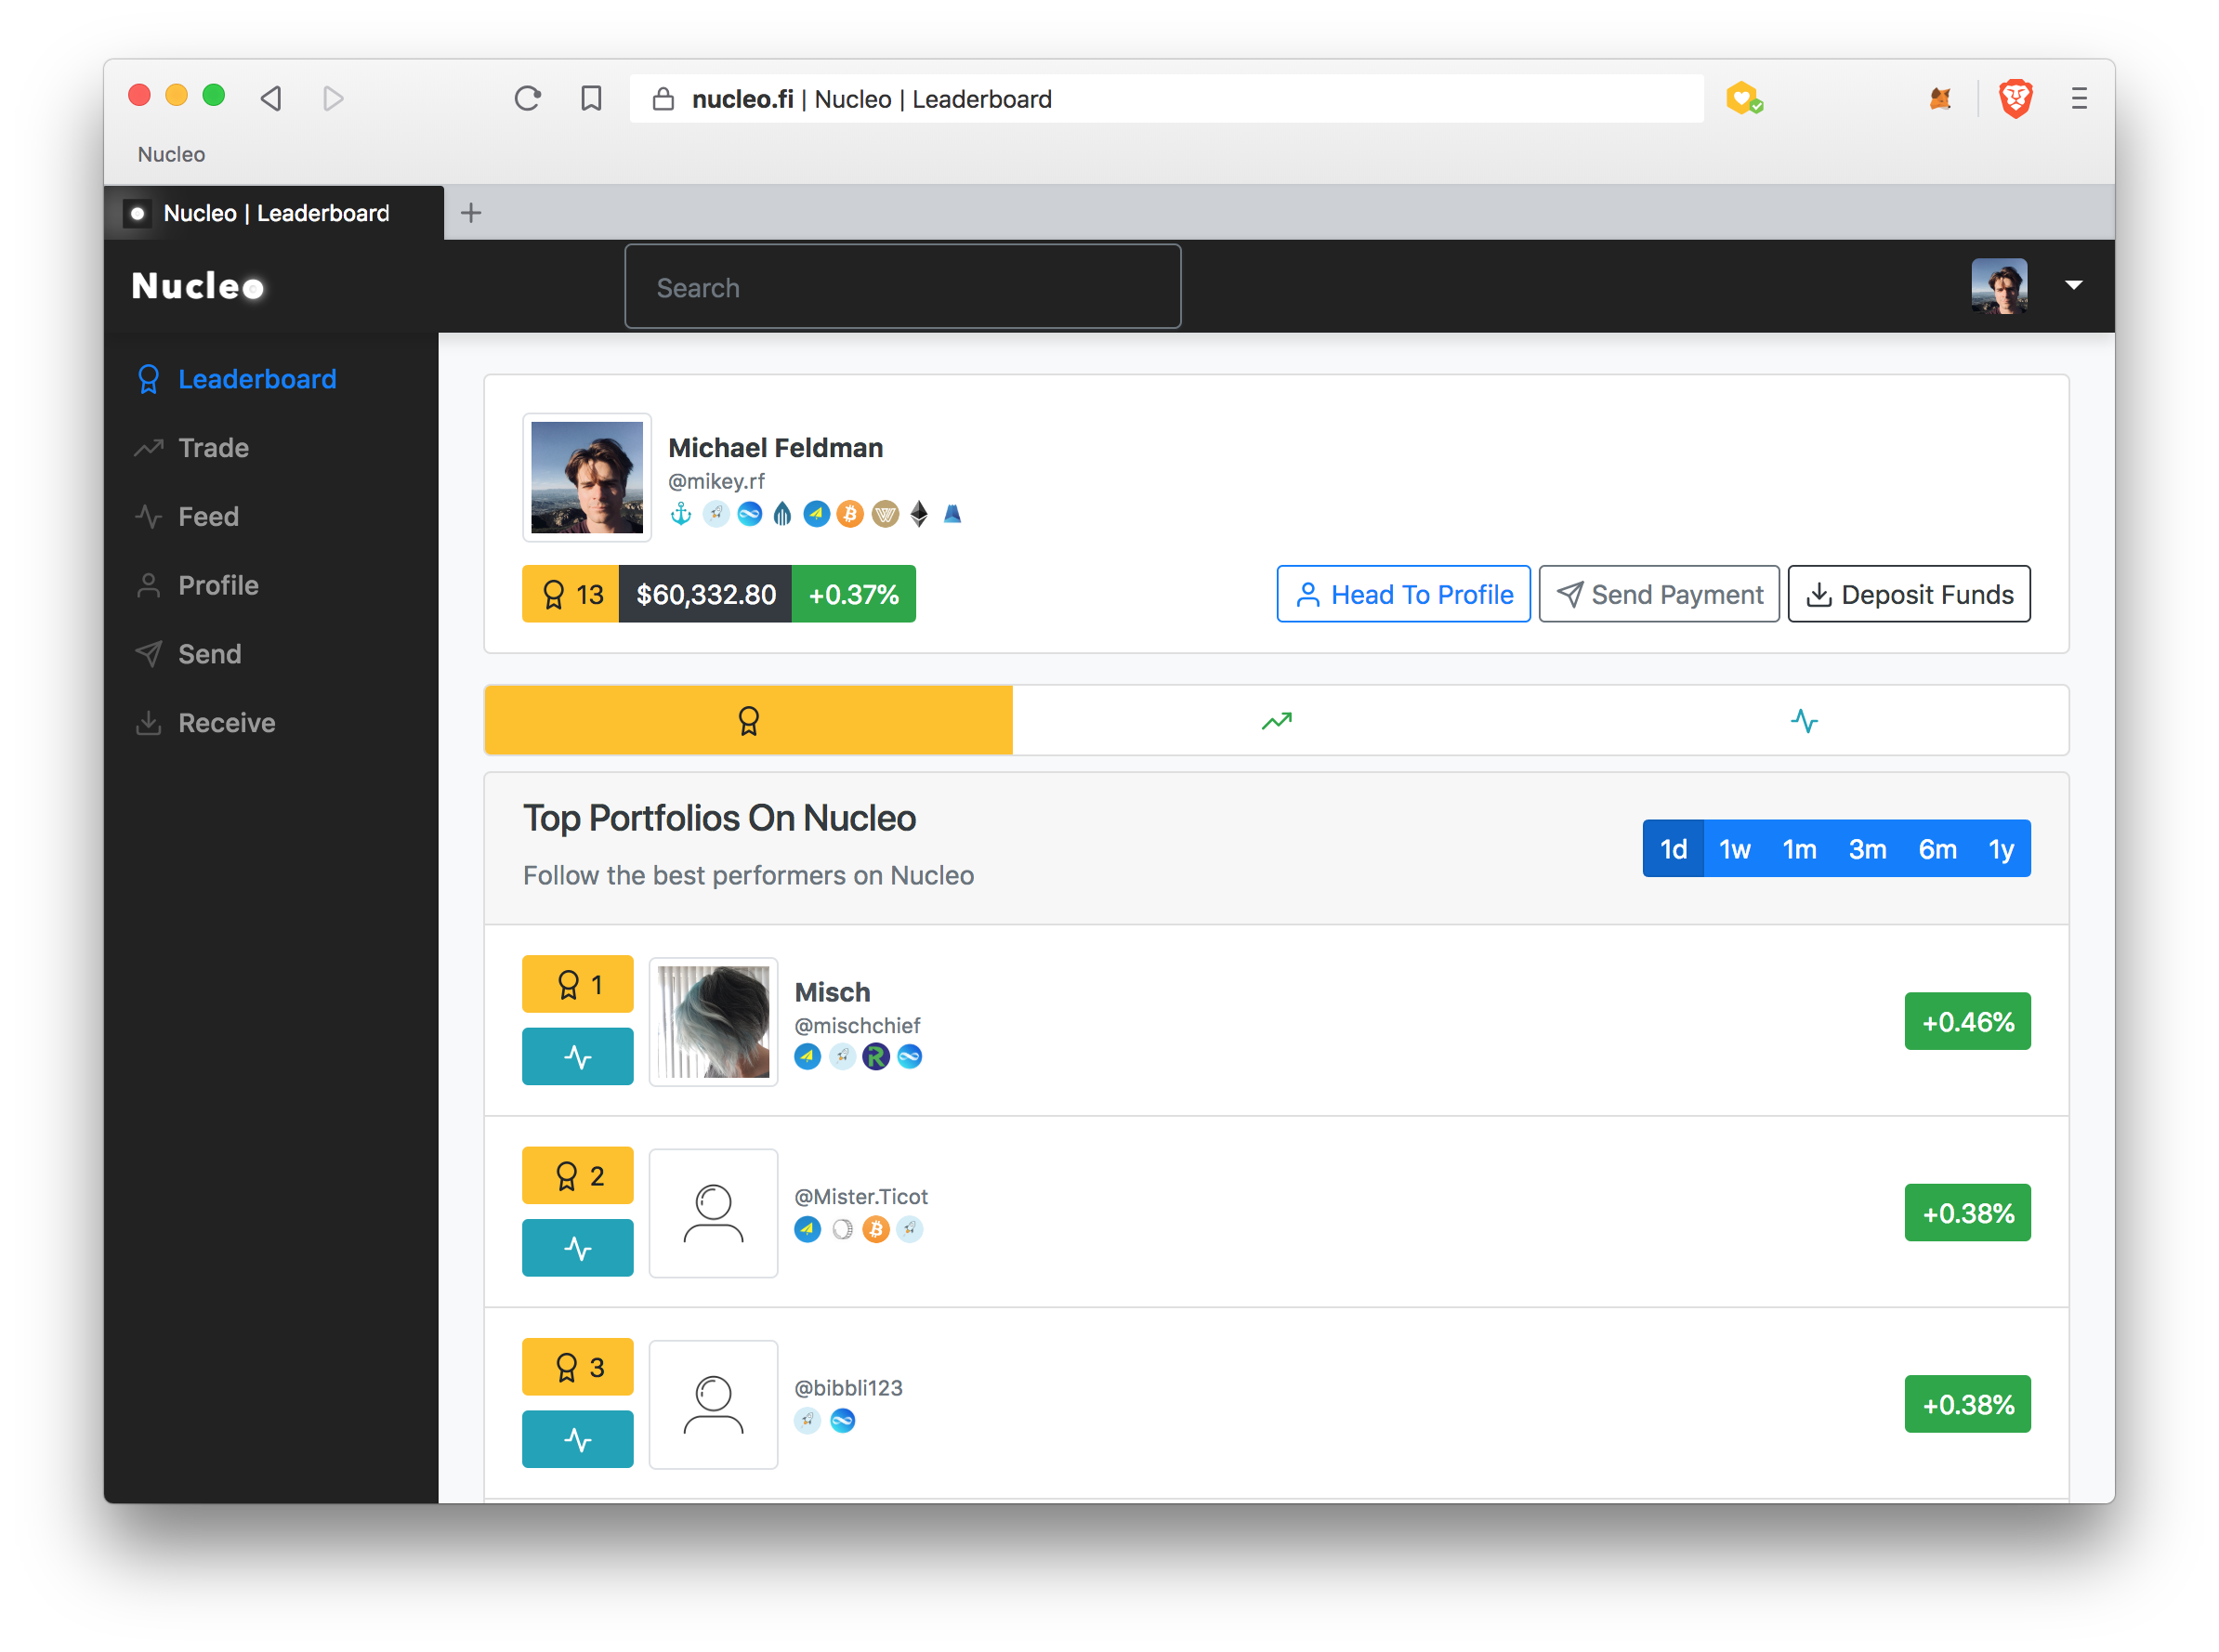 nucleo.fi | Nucleo | Leaderboard
Nucleo
Nucleo | Leaderboard
Nucleo
Search
Leaderboard
Trade
Feed
Profile
Send
Receive
Michael Feldman
@mikey.rf
13 $60,332.80 +0.37%
Head To Profile Send Payment Deposit Funds
Top Portfolios On Nucleo
Follow the best performers on Nucleo
1d 1w 1m 3m 6m 1y
1
Misch
@mischchief
+0.46%
2
@Mister.Ticot
+0.38%
3
@bibbli123
+0.38%